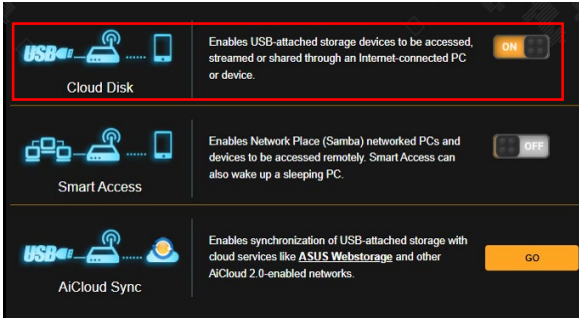 Enables USB-attached storage devices to be accessed,
streamed or shared through an Internet-connected PC
or device.
USB
Cloud Disk
ON
Enables Network Place (Samba) networked PCs and
devices to be accessed remotely. Smart Access can
also wake up a sleeping PC.
Smart Access
OFF
Enables synchronization of USB-attached storage with
cloud services like ASUS Webstorage and other
AiCloud 2.0-enabled networks.
USB
AiCloud Sync
GO